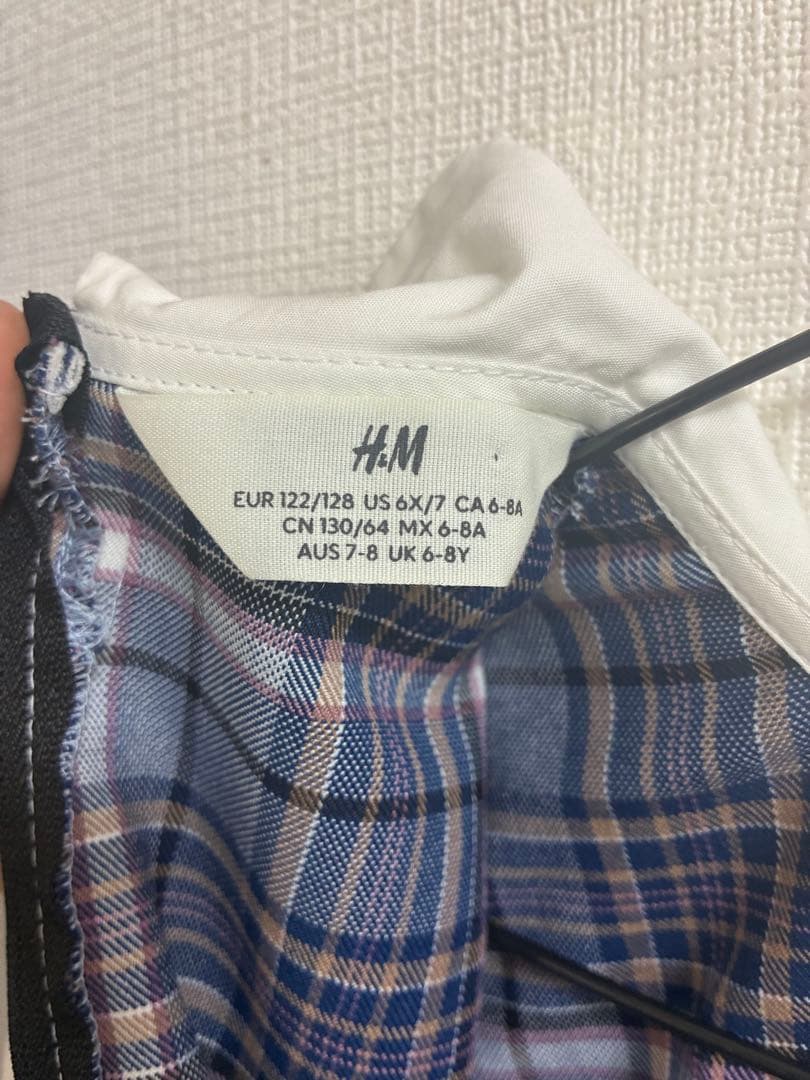 H&M
EUR 122/128 US 6X/7 CA 6-8A
CN 130/64 MX 6-8A
AUS 7-8 UK 6-8Y